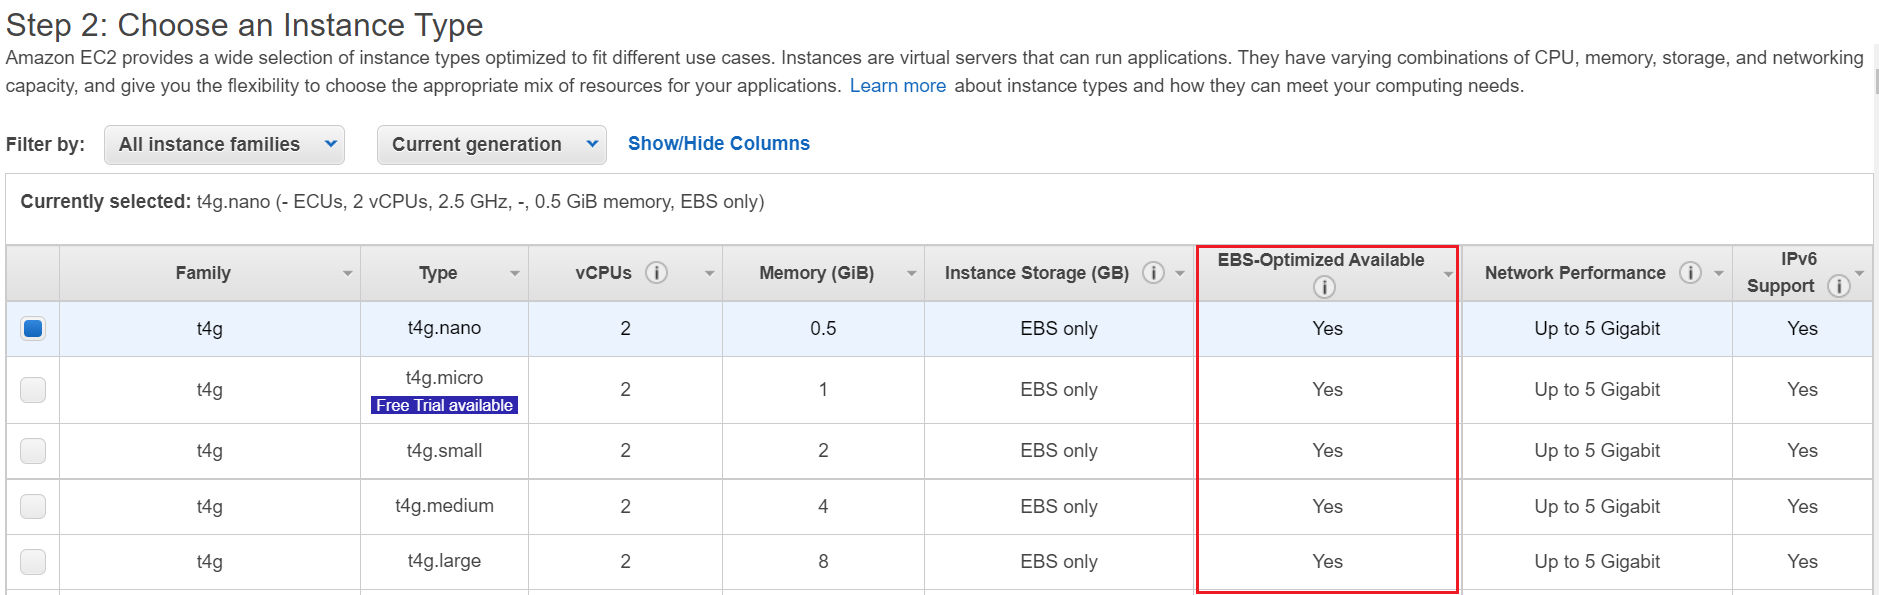 Step 2: Choose an Instance Type
Amazon EC2 provides a wide selection of instance types optimized to fit different use cases. Instances are virtual servers that can run applications. They have varying combinations of CPU, memory, storage, and networking
capacity, and give you the flexibility to choose the appropriate mix of resources for your applications. Learn more about instance types and how they can meet your computing needs.
Filter by: All instance families Current generation Show/Hide Columns
Currently selected: t4g.nano (- ECUs, 2 vCPUs, 2.5 GHz, -, 0.5 GiB memory, EBS only)
Family Type vCPUs i Memory (GiB) Instance Storage (GB) i EBS-Optimized Available i Network Performance i IPv6 Support i
t4g t4g.nano 2 0.5 EBS only Yes Up to 5 Gigabit Yes
t4g t4g.micro Free Trial available 2 1 EBS only Yes Up to 5 Gigabit Yes
t4g t4g.small 2 2 EBS only Yes Up to 5 Gigabit Yes
t4g t4g.medium 2 4 EBS only Yes Up to 5 Gigabit Yes
t4g t4g.large 2 8 EBS only Yes Up to 5 Gigabit Yes